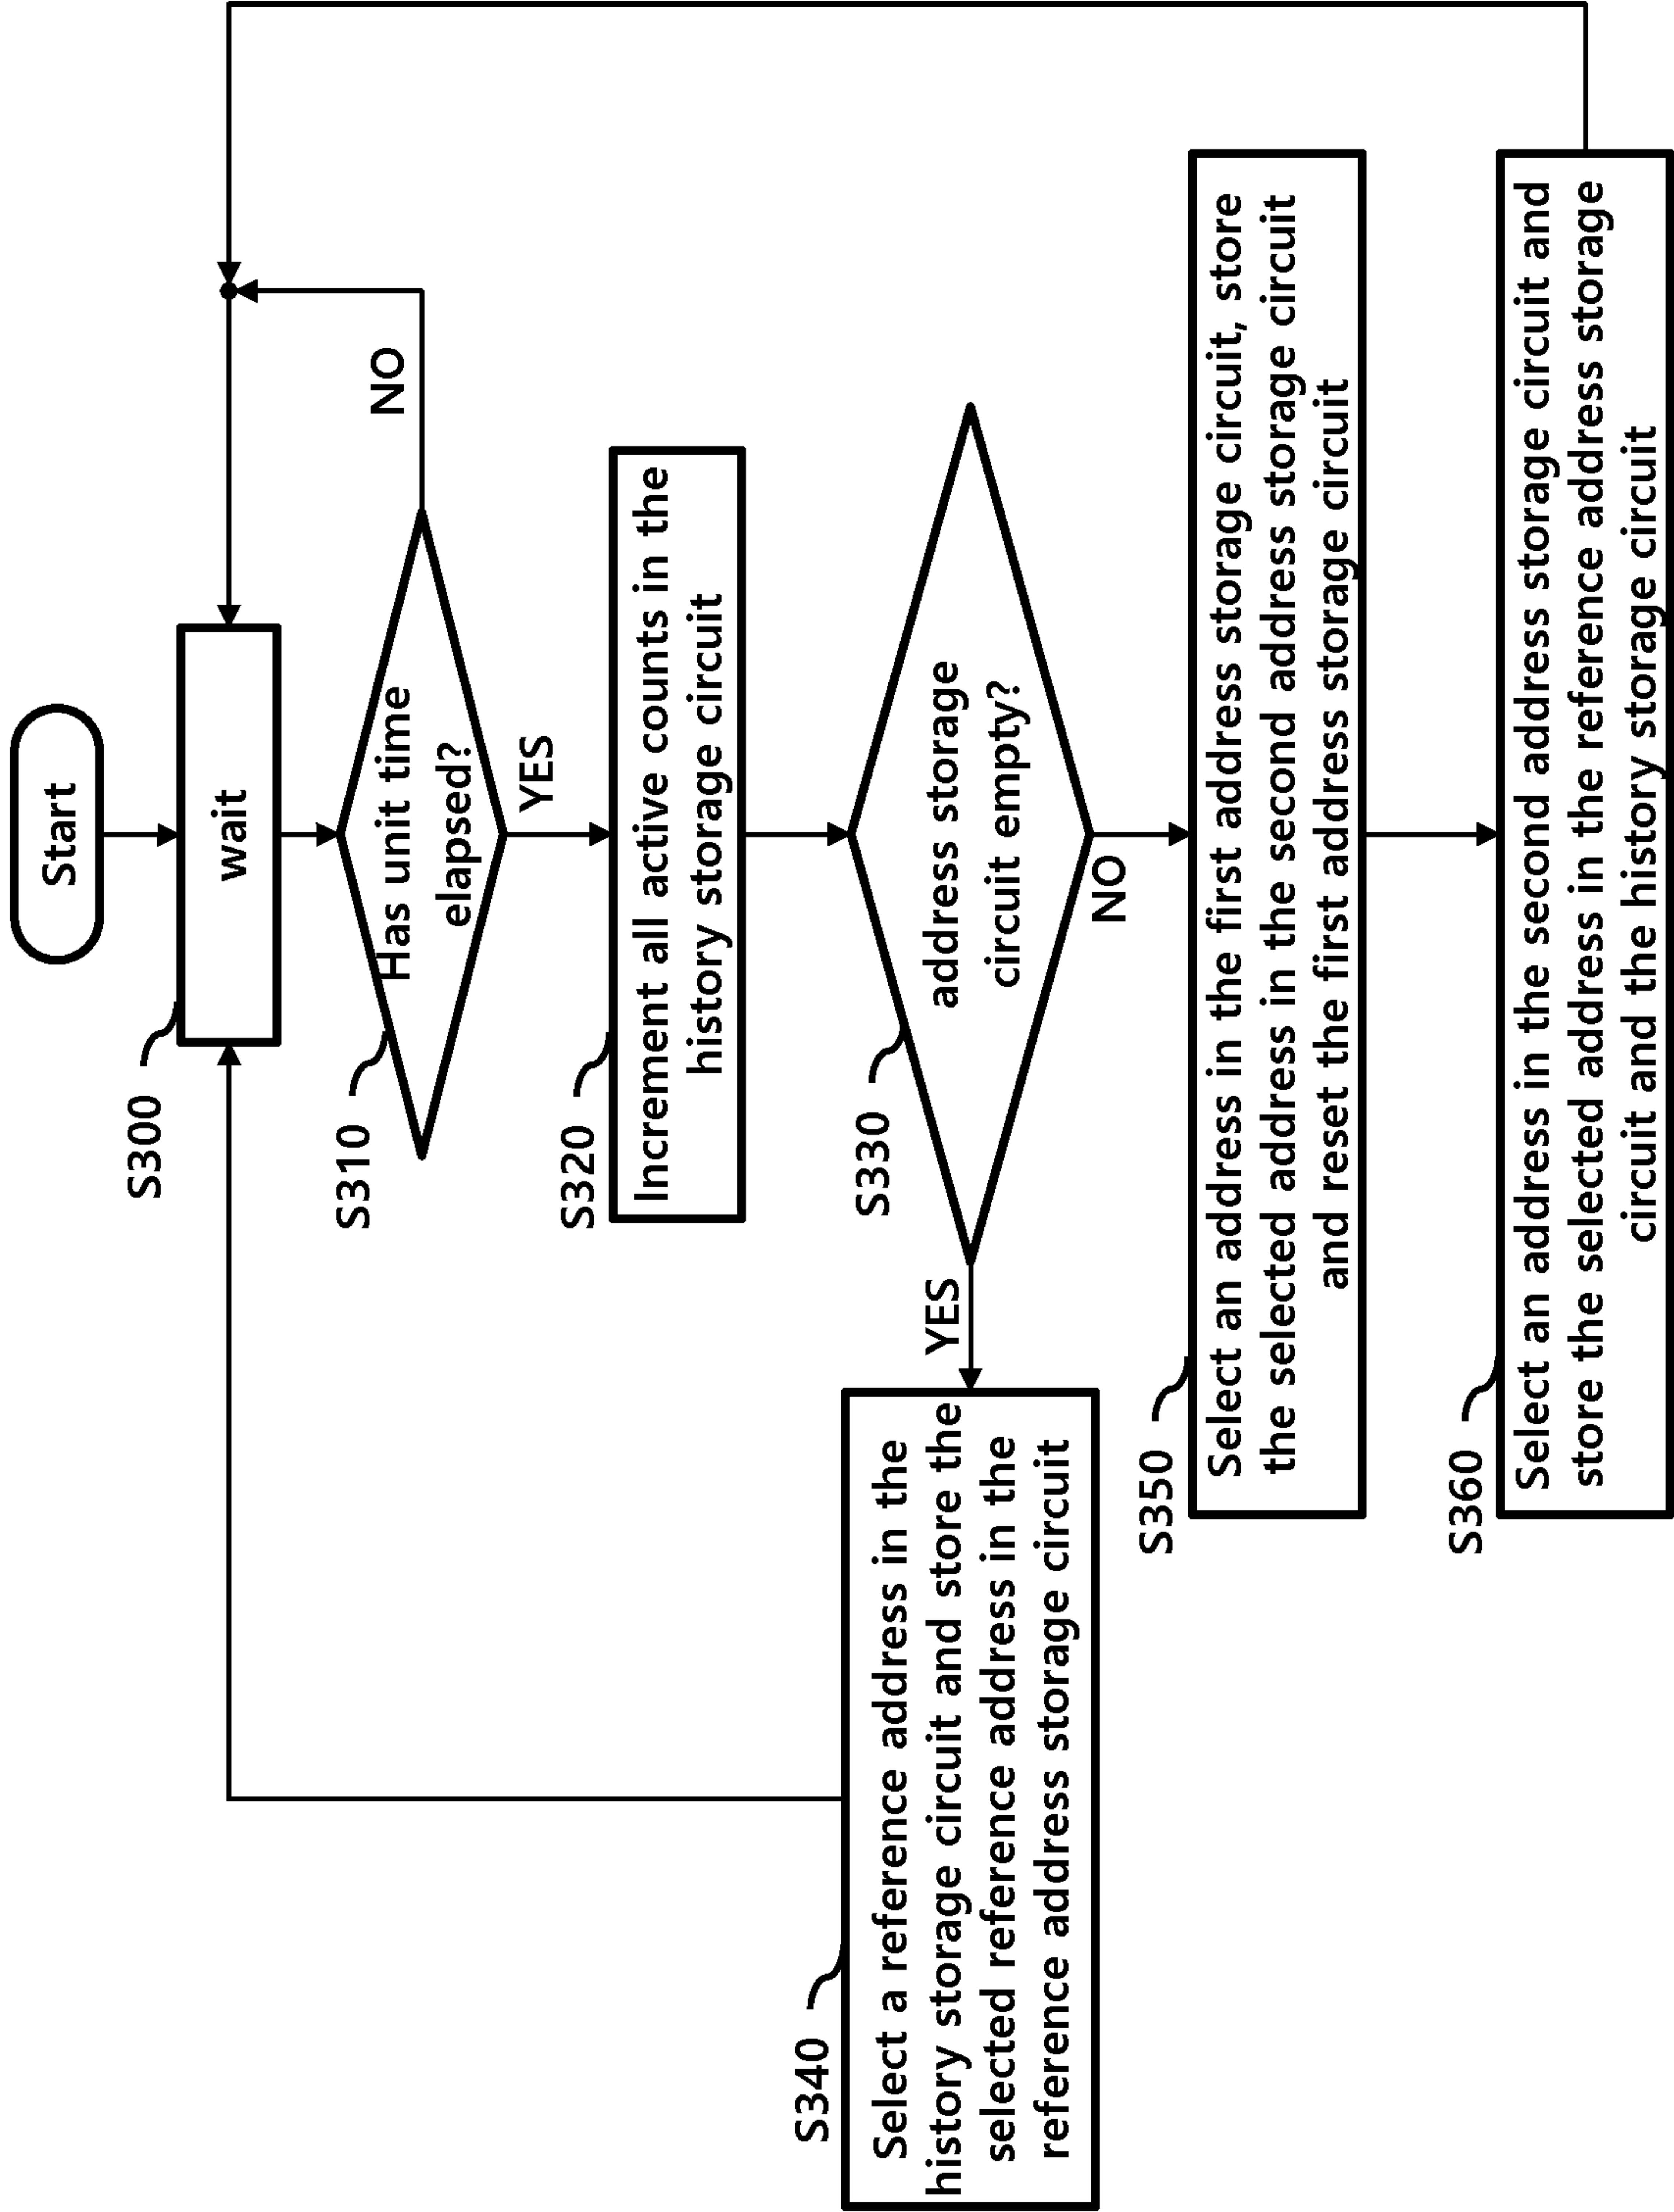 Start
S300
wait
S310
Has unit time
elapsed?
NO
YES
S320
Increment all active counts in the
history storage circuit
S330
address storage
circuit empty?
YES
NO
S340
Select a reference address in the
history storage circuit and store the
selected reference address in the
reference address storage circuit
S350
Select an address in the first address storage circuit, store
the selected address in the second address storage circuit
and reset the first address storage circuit
S360
Select an address in the second address storage circuit and
store the selected address in the reference address storage
circuit and the history storage circuit